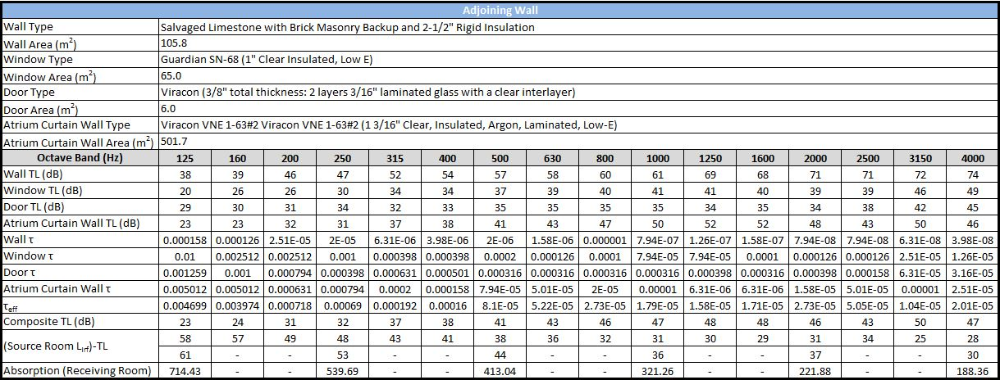 Adjoining Wall
Wall Type Salvaged Limestone with Brick Masonry Backup and 2-1/2" Rigid Insulation
Wall Area (m2) 105.8
Window Type Guardian SN-68 (1" Clear Insulated, Low E)
Window Area (m2) 65.0
Door Type Viracon (3/8" total thickness: 2 layers 3/16" laminated glass with a clear interlayer)
Door Area (m2) 6.0
Atrium Curtain Wall Type Viracon VNE 1-63#2 Viracon VNE 1-63#2 (1 3/16" Clear, Insulated, Argon, Laminated, Low-E)
Atrium Curtain Wall Area (m2) 501.7
Octave Band (Hz) 125 160 200 250 315 400 500 630 800 1000 1250 1600 2000 2500 3150 4000
Wall TL (dB) 38 39 46 47 52 54 57 58 60 61 69 68 71 71 72 74
Window TL (dB) 20 26 26 30 34 34 37 39 40 41 41 40 39 39 46 49
Door TL (dB) 29 30 31 34 32 33 35 35 35 35 34 35 34 38 42 45
Atrium Curtain Wall TL (dB) 23 23 32 31 37 38 41 43 47 50 52 52 48 43 50 46
Wall τ 0.000158 0.000126 2.51E-05 2E-05 6.31E-06 3.98E-06 2E-06 1.58E-06 0.000001 7.94E-07 1.26E-07 1.58E-07 7.94E-08 7.94E-08 6.31E-08 3.98E-08
Window τ 0.01 0.002512 0.002512 0.001 0.000398 0.000398 0.0002 0.000126 0.0001 7.94E-05 7.94E-05 0.0001 0.000126 0.000126 2.51E-05 1.26E-05
Door τ 0.001259 0.001 0.000794 0.000398 0.000631 0.000501 0.000316 0.000316 0.000316 0.000316 0.000398 0.000316 0.000398 0.000158 6.31E-05 3.16E-05
Atrium Curtain Wall τ 0.005012 0.005012 0.000631 0.000794 0.0002 0.000158 7.94E-05 5.01E-05 2E-05 0.00001 6.31E-06 6.31E-06 1.58E-05 5.01E-05 0.00001 2.51E-05
τeff 0.004699 0.003974 0.000718 0.00069 0.000192 0.00016 8.1E-05 5.22E-05 2.73E-05 1.79E-05 1.58E-05 1.71E-05 2.73E-05 5.05E-05 1.04E-05 2.01E-05
Composite TL (dB) 23 24 31 32 37 38 41 43 46 47 48 48 46 43 50 47
(Source Room Lirf)-TL 58 57 49 48 43 41 38 36 32 31 30 29 31 34 25 28
61 - - 53 - - 44 - - 36 - - 37 - - 30
Absorption (Receiving Room) 714.43 - - 539.69 - - 413.04 - - 321.26 - - 221.88 - - 188.36